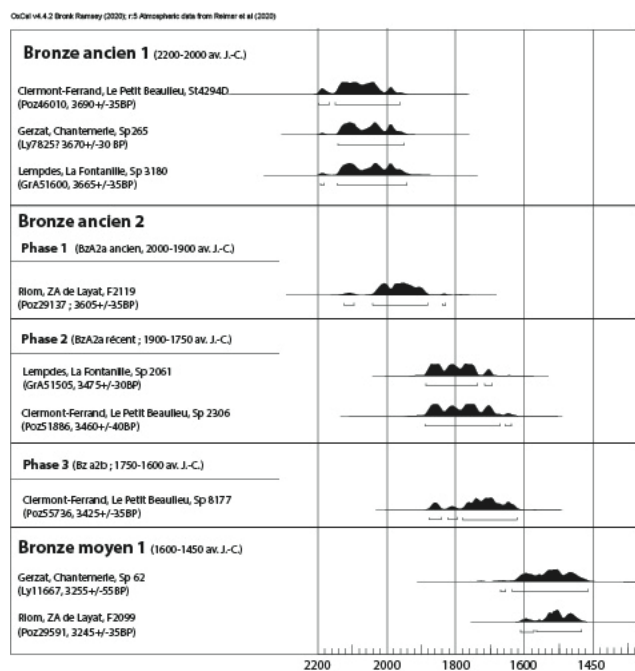 OxCal v4.4.2 Bronk Ramsey (2020); r:5 Atmospheric data from Reimer et al (2020)
Bronze ancien 1 (2200-2000 av. J.-C.)
Clermont-Ferrand, Le Petit Beaulieu, St4294D
(Poz46010, 3690+/-35BP)
Gerzat, Chantemerle, Sp265
(Ly7825? 3670+/-30 BP)
Lempdes, La Fontanille, Sp 3180
(GrA51600, 3665+/-35BP)
Bronze ancien 2
Phase 1 (BzA2a ancien, 2000-1900 av. J.-C.)
Riom, ZA de Layat, F2119
(Poz29137 ; 3605+/-35BP)
Phase 2 (BzA2a récent ; 1900-1750 av. J.-C.)
Lempdes, La Fontanille, Sp 2061
(GrA51505, 3475+/-30BP)
Clermont-Ferrand, Le Petit Beaulieu, Sp 2306
(Poz51886, 3460+/-40BP)
Phase 3 (Bz a2b ; 1750-1600 av. J.-C.)
Clermont-Ferrand, Le Petit Beaulieu, Sp 8177
(Poz55736, 3425+/-35BP)
Bronze moyen 1 (1600-1450 av. J.-C.)
Gerzat, Chantemerle, Sp 62
(Ly11667, 3255+/-55BP)
Riom, ZA de Layat, F2099
(Poz29591, 3245+/-35BP)
2200 2000 1800 1600 1450